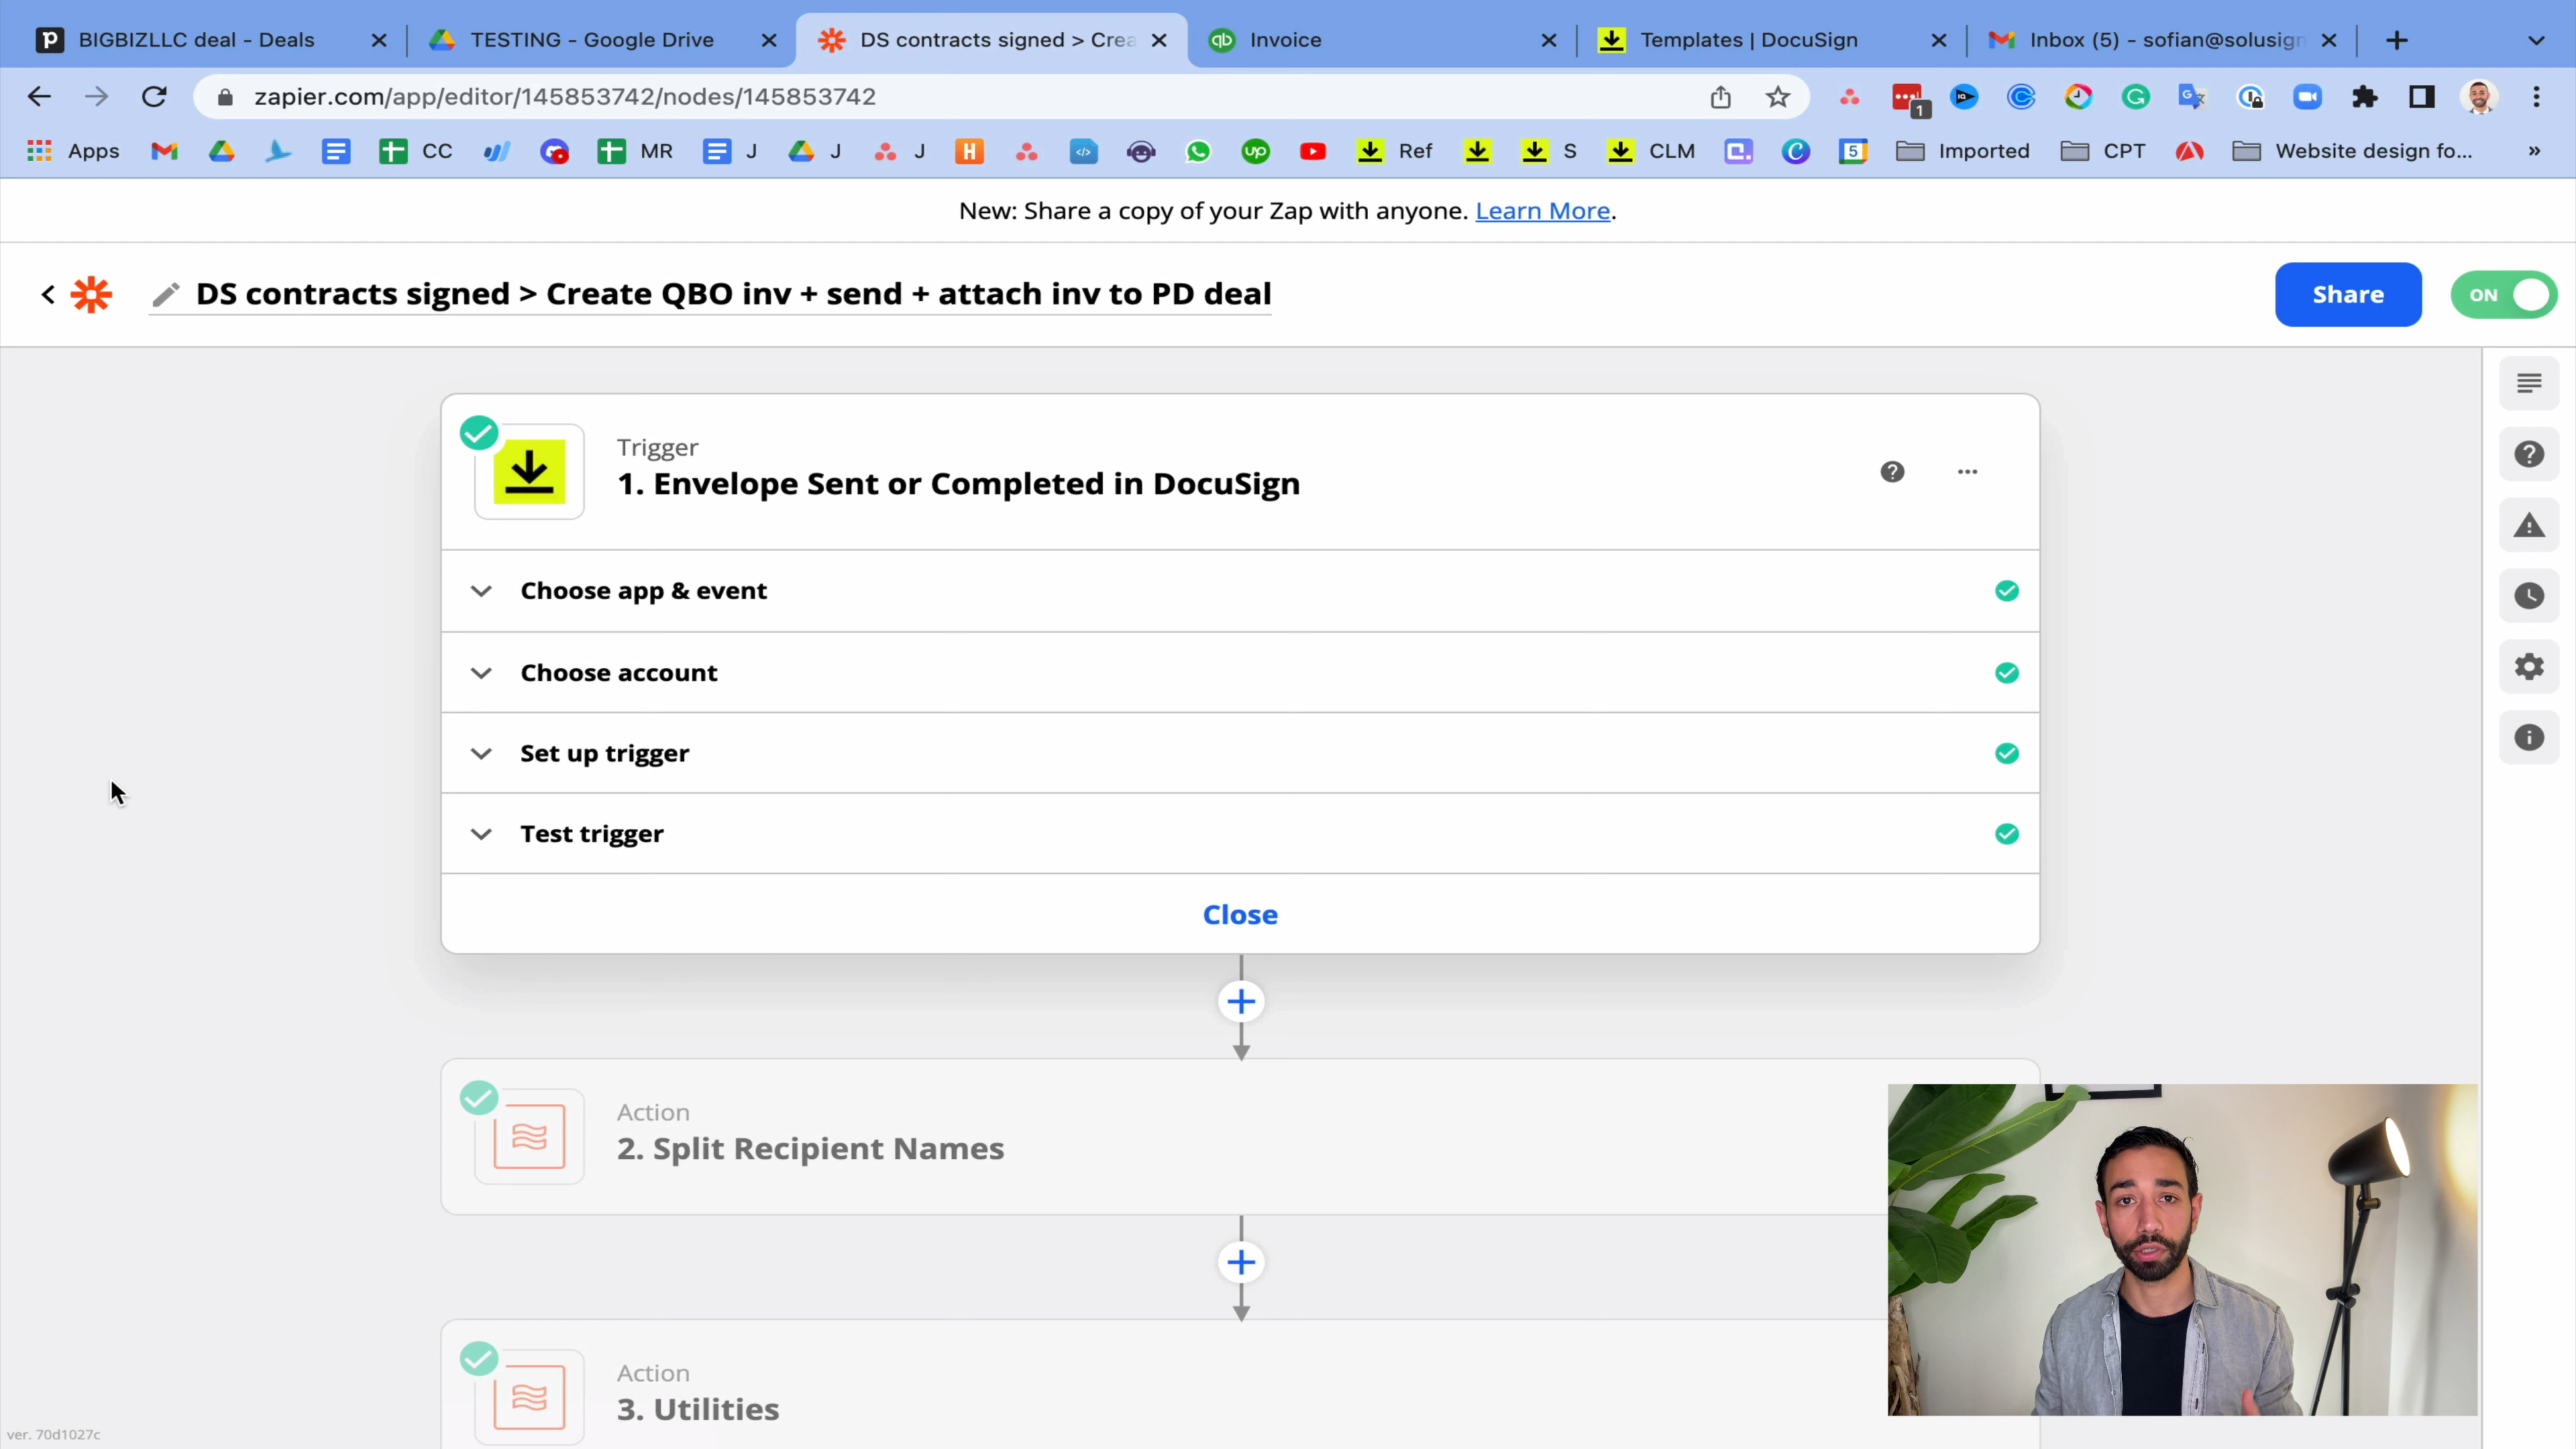 BIGBIZLLC deal - Deals
TESTING - Google Drive
DS contracts signed > Crea
Invoice
Templates | DocuSign
Inbox (5) - sofian@solusign
zapier.com/app/editor/145853742/nodes/145853742
1
Apps
CC
MR
J
J
J
Ref
S
CLM
5
Imported
CPT
Website design fo...
New: Share a copy of your Zap with anyone. Learn More.
DS contracts signed > Create QBO inv + send + attach inv to PD deal
Share
ON
Trigger
1. Envelope Sent or Completed in DocuSign
Choose app & event
Choose account
Set up trigger
Test trigger
Close
Action
2. Split Recipient Names
Action
3. Utilities
ver. 70d1027c